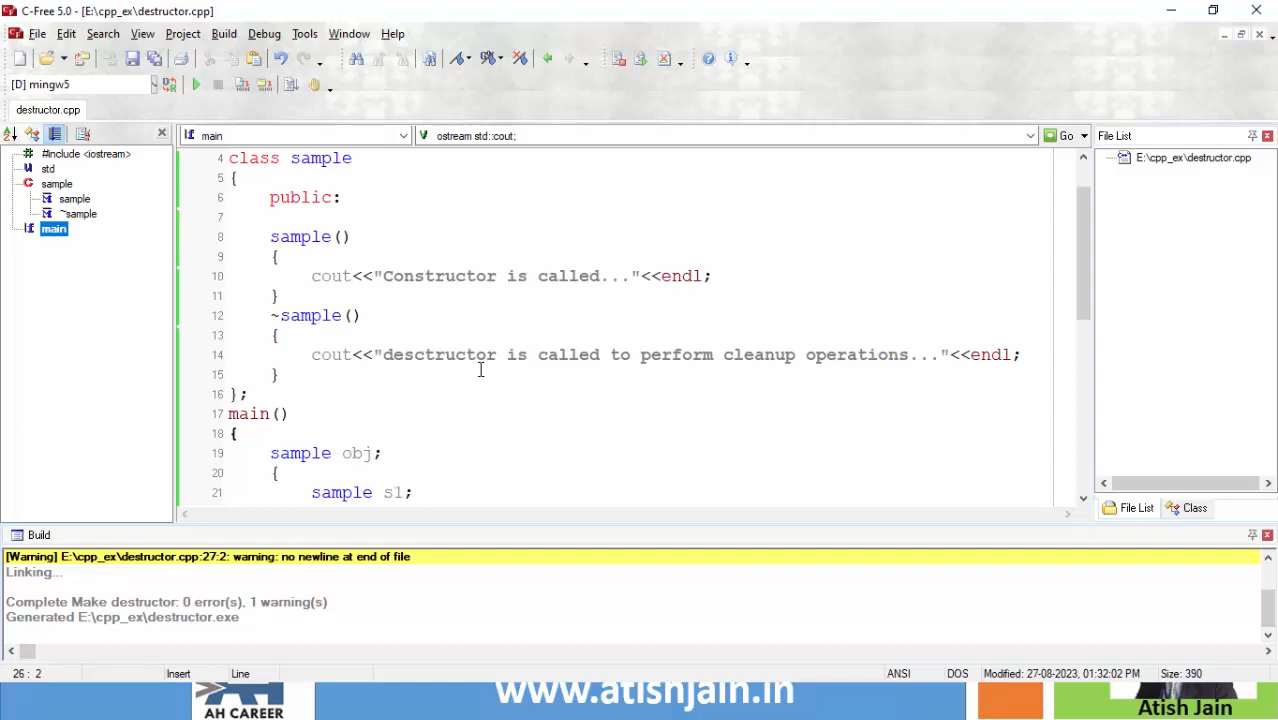 C-Free 5.0 - [E:\cpp_ex\destructor.cpp]
File Edit Search View Project Build Debug Tools Window Help
[D] mingw5
destructor.cpp
main
ostream std::cout;
Go
File List
#include <iostream>
std
sample
sample
~sample
main
4 class sample
5 {
6 public:
7
8 sample()
9 {
10 cout<<"Constructor is called..."<<endl;
11 }
12 ~sample()
13 {
14 cout<<"desctructor is called to perform cleanup operations..."<<endl;
15 }
16 };
17 main()
18 {
19 sample obj;
20 {
21 sample s1;
E:\cpp_ex\destructor.cpp
File List Class
Build
[Warning] E:\cpp_ex\destructor.cpp:27:2: warning: no newline at end of file
Linking...
Complete Make destructor: 0 error(s), 1 warning(s)
Generated E:\cpp_ex\destructor.exe
26 : 2 Insert Line ANSI DOS Modified: 27-08-2023, 01:32:02 PM Size: 390
AH CAREER
www.atishjain.in
Atish Jain